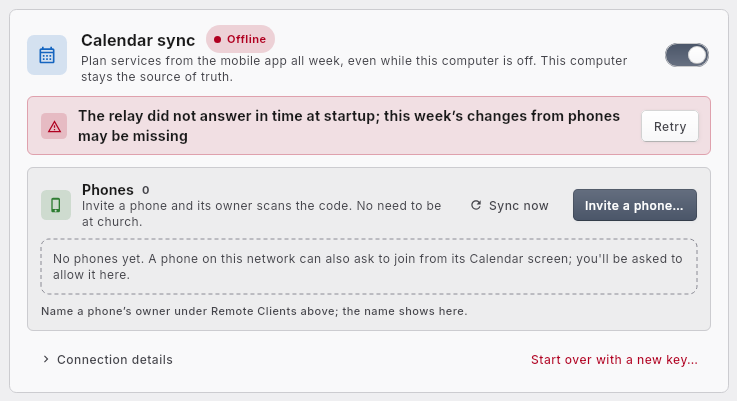 Calendar sync
Offline
Plan services from the mobile app all week, even while this computer is off. This computer
stays the source of truth.
The relay did not answer in time at startup; this week's changes from phones
may be missing
Retry
Phones 0
Invite a phone and its owner scans the code. No need to be
at church.
Sync now
Invite a phone...
No phones yet. A phone on this network can also ask to join from its Calendar screen; you'll be asked to
allow it here.
Name a phone's owner under Remote Clients above; the name shows here.
Connection details
Start over with a new key...